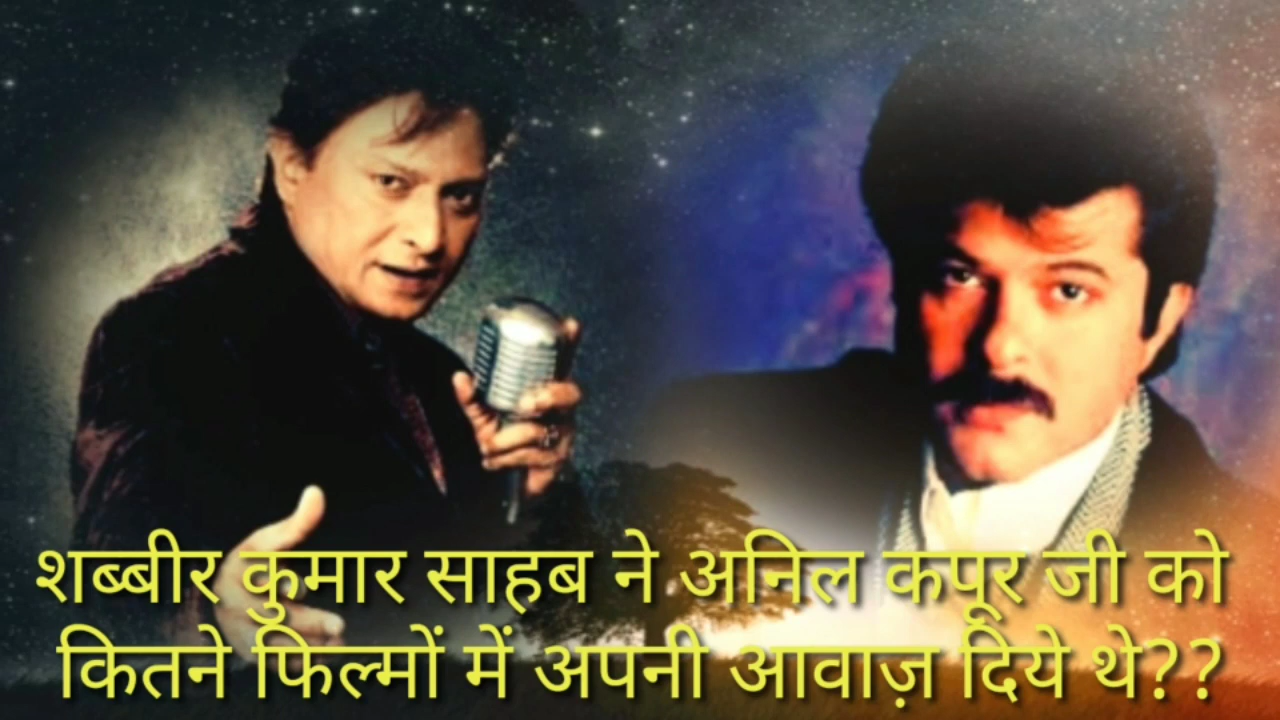 शब्बीर कुमार साहब ने अनिल कपूर जी को
कितने फिल्मों में अपनी आवाज़ दिये थे??